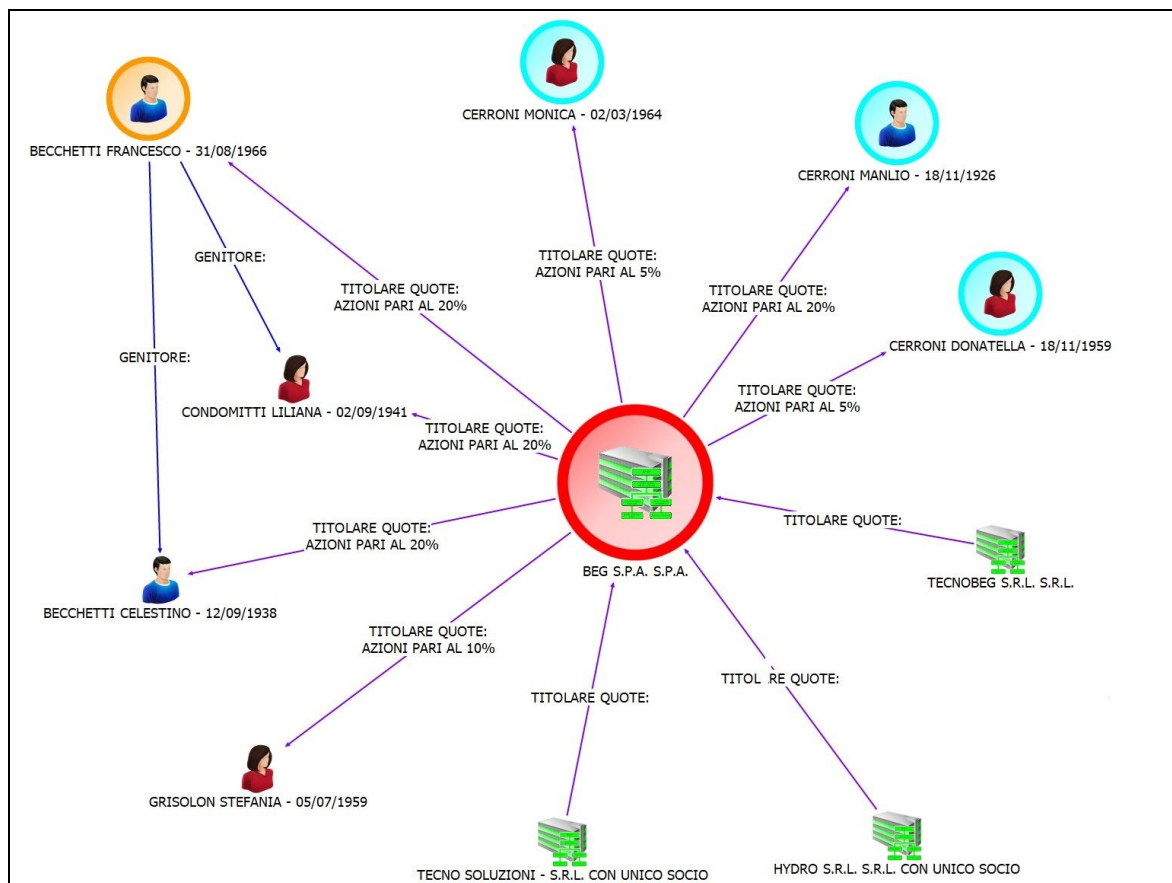 CERRONI MONICA - 02/03/1964
BECCHETTI FRANCESCO - 31/08/1966
CERRONI MANLIO - 18/11/1926
GENITORE:
TITOLARE QUOTE:
AZIONI PARI AL 5%
TITOLARE QUOTE:
AZIONI PARI AL 20%
TITOLARE QUOTE:
AZIONI PARI AL 20%
CERRONI DONATELLA - 18/11/1959
GENITORE:
CONDOMITTI LILIANA - 02/09/1941
TITOLARE QUOTE:
AZIONI PARI AL 5%
TITOLARE QUOTE:
AZIONI PARI AL 20%
TITOLARE QUOTE:
AZIONI PARI AL 20%
TITOLARE QUOTE:
BEG S.P.A. S.P.A.
TECNOBEG S.R.L. S.R.L.
BECCHETTI CELESTINO - 12/09/1938
TITOLARE QUOTE:
AZIONI PARI AL 10%
TITOLARE QUOTE:
TITOL RE QUOTE:
GRISOLON STEFANIA - 05/07/1959
TECNO SOLUZIONI - S.R.L. CON UNICO SOCIO
HYDRO S.R.L. S.R.L. CON UNICO SOCIO